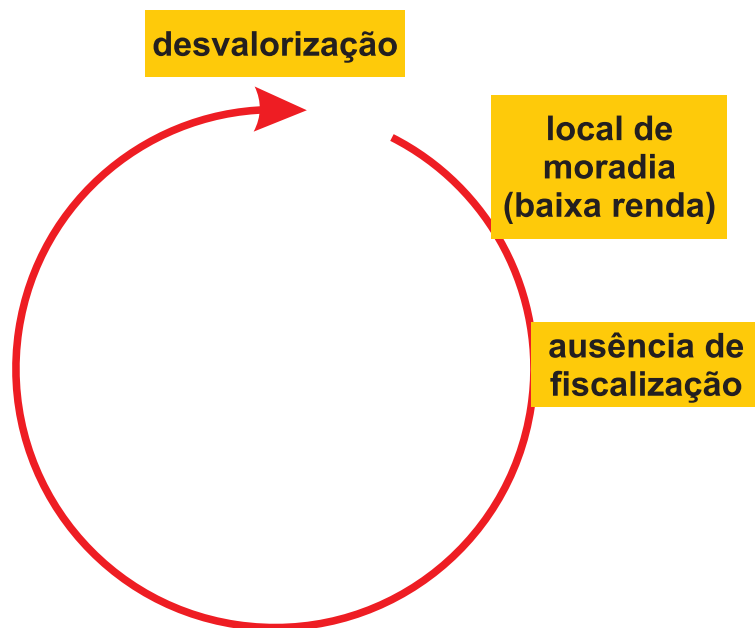 desvalorização
local de
moradia
(baixa renda)
ausência de
fiscalização